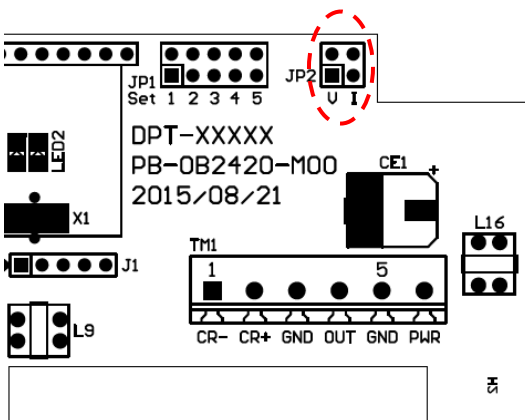 JP1
Set 1 2 3 4 5
JP2
V I
DPT-XXXXX
PB-0B2420-M00
2015/08/21
LED2
X1
J1
L9
CE1
+
L16
TM1
1 5
CR- CR+ GND OUT GND PWR